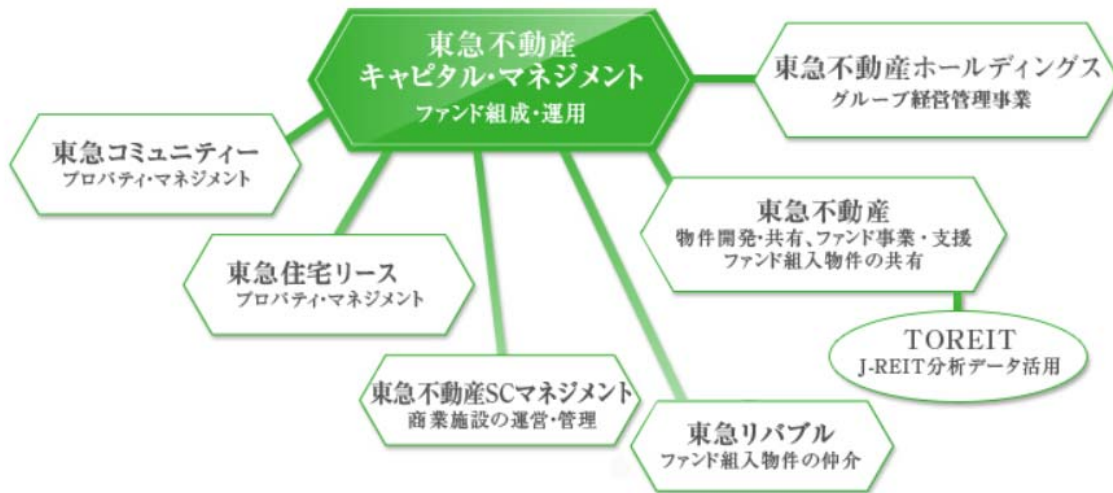 東急不動産
キャピタル・マネジメント
ファンド組成・運用
東急不動産ホールディングス
グループ経営管理事業
東急コミュニティー
プロパティ・マネジメント
東急不動産
物件開発・共有、ファンド事業・支援
ファンド組入物件の共有
東急住宅リース
プロパティ・マネジメント
TOREIT
J-REIT分析データ活用
東急不動産SCマネジメント
商業施設の運営・管理
東急リバブル
ファンド組入物件の仲介